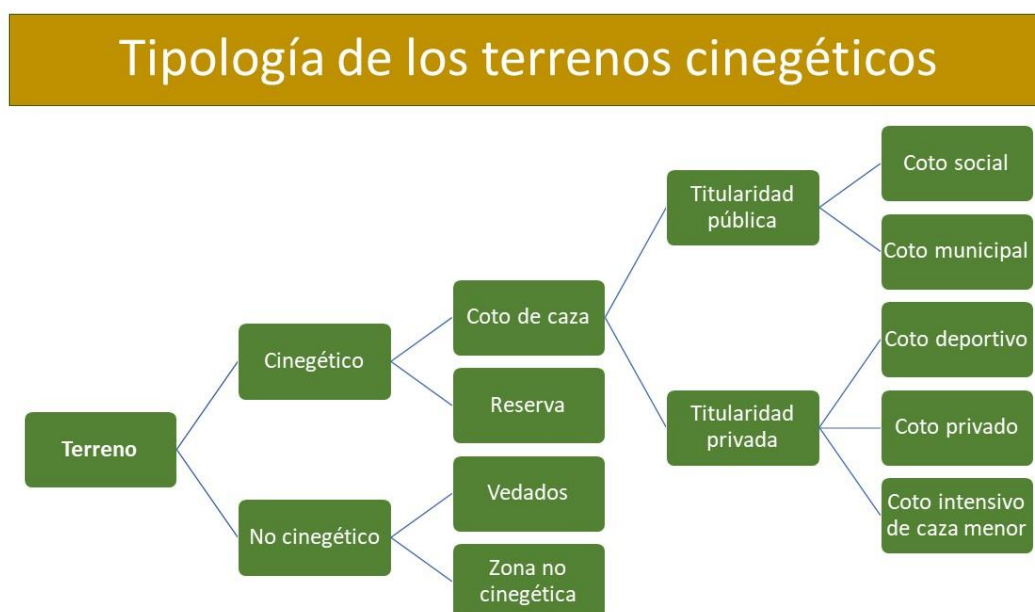 Tipología de los terrenos cinegéticos
Terreno
Cinegético
No cinegético
Coto de caza
Reserva
Vedados
Zona no
cinegética
Titularidad
pública
Titularidad
privada
Coto social
Coto municipal
Coto deportivo
Coto privado
Coto intensivo
de caza menor